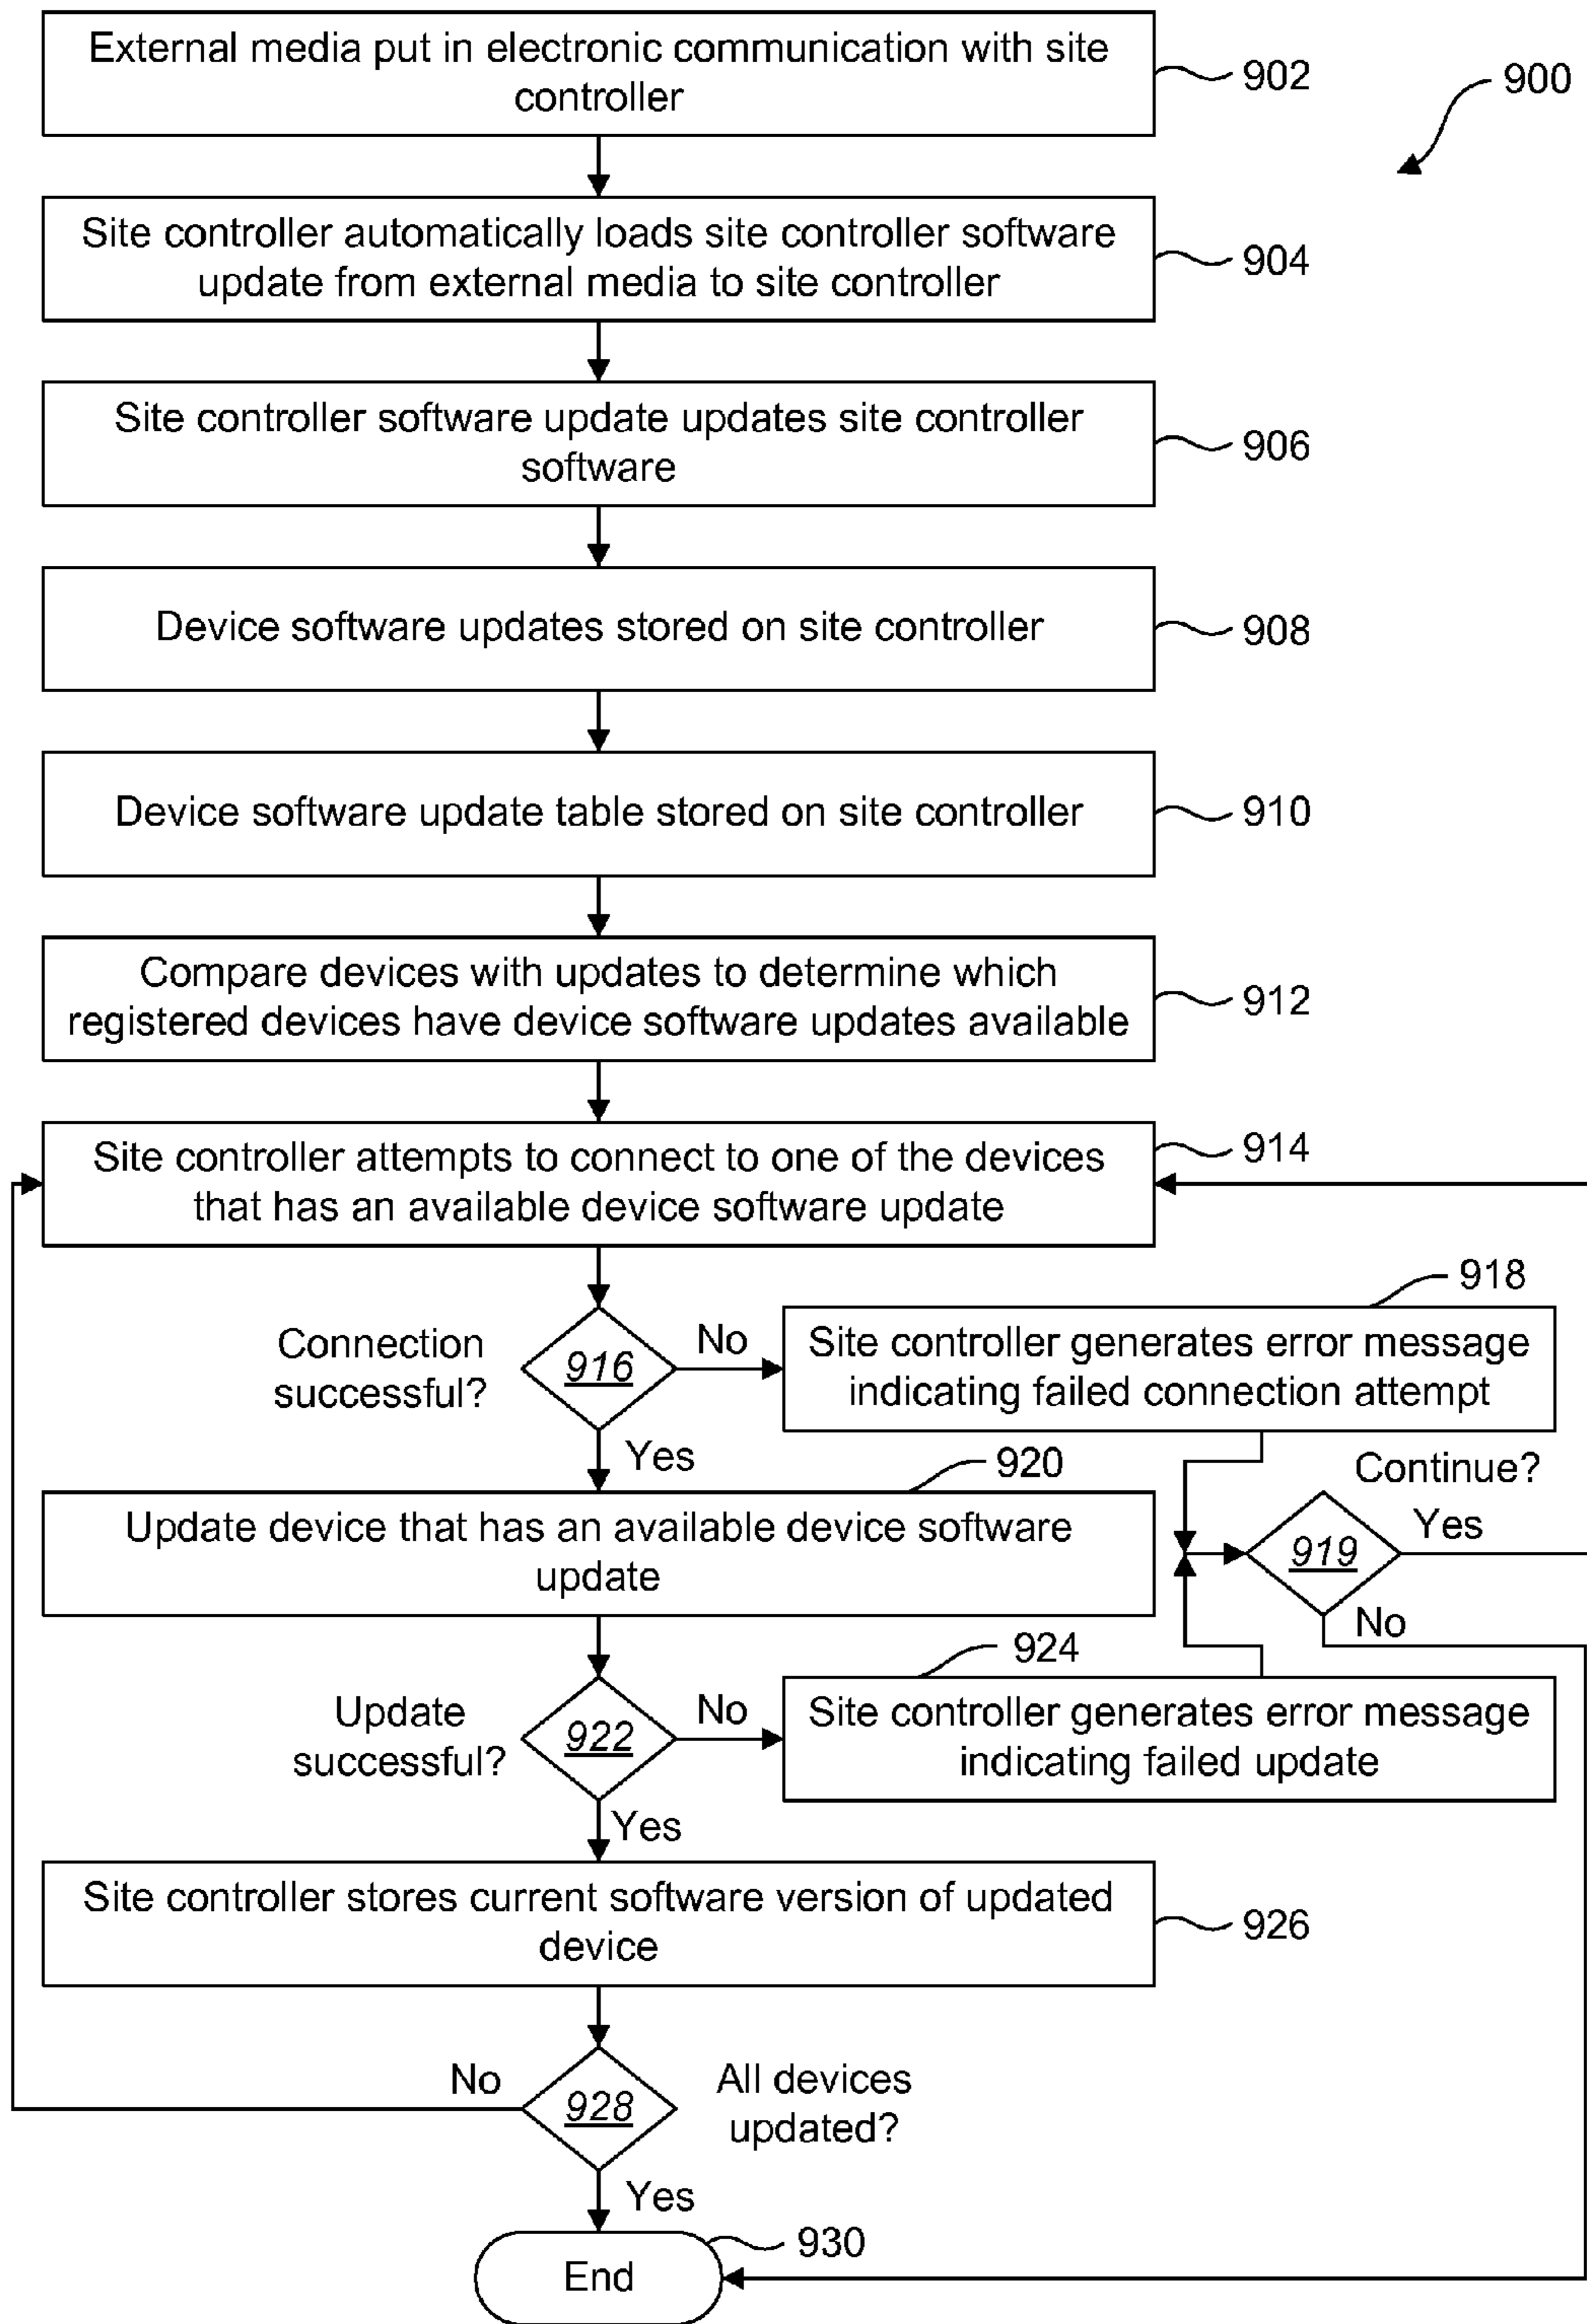 External media put in electronic communication with site
controller
902
900
Site controller automatically loads site controller software
update from external media to site controller
904
Site controller software update updates site controller
software
906
Device software updates stored on site controller
908
Device software update table stored on site controller
910
Compare devices with updates to determine which
registered devices have device software updates available
912
Site controller attempts to connect to one of the devices
that has an available device software update
914
Connection
successful?
916
No
918
Site controller generates error message
indicating failed connection attempt
Yes
920
Continue?
919
Yes
No
Update device that has an available device software
update
Update
successful?
922
No
924
Site controller generates error message
indicating failed update
Yes
Site controller stores current software version of updated
device
926
No
928
All devices
updated?
Yes
930
End